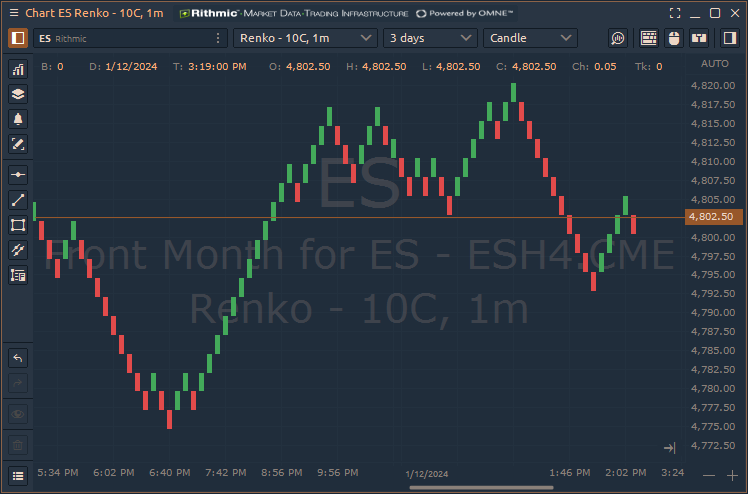 Chart ES Renko - 10C, 1m
Rithmic - Market Data-Trading Infrastructure Powered by OMNE™
ES Rithmic
Renko - 10C, 1m
3 days
Candle
B: 0 D: 1/12/2024 T: 3:19:00 PM O: 4,802.50 H: 4,802.50 L: 4,802.50 C: 4,802.50 Ch: 0.05 Tk: 0
AUTO
4,820.00
4,817.50
4,815.00
4,812.50
4,810.00
4,807.50
4,805.00
4,802.50
4,800.00
4,797.50
4,795.00
4,792.50
4,790.00
4,787.50
4,785.00
4,782.50
4,780.00
4,777.50
4,775.00
4,772.50
ES
Front Month for ES - ESH4.CME
Renko - 10C, 1m
5:34 PM 6:02 PM 6:40 PM 7:42 PM 8:56 PM 9:56 PM 1/12/2024 1:46 PM 2:02 PM 3:24